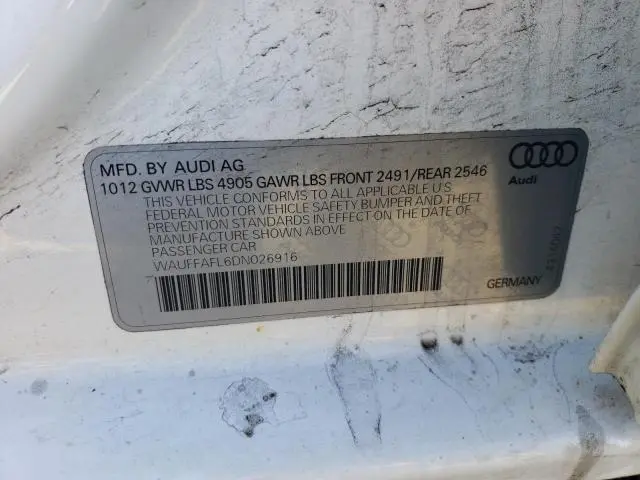 MFD. BY AUDI AG
1012 GVWR LBS 4905 GAWR LBS FRONT 2491/REAR 2546
THIS VEHICLE CONFORMS TO ALL APPLICABLE U'S
FEDERAL MOTOR VEHICLE SAFETY BUMPER AND THEFT
PREVENTION STANDARDS IN EFFECT ON THE DATE OF
MANUFACTURE SHOWN ABOVE
PASSENGER CAR
WAUFFAFL6DN026916
Audi
GERMANY